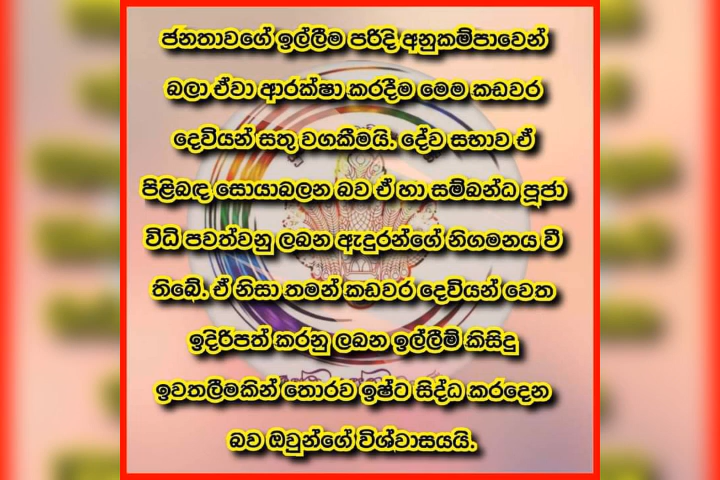 ජනතාවගේ ඉල්ලීම පරිදි අනුකම්පාවෙන්
බලා ඒවා ආරක්ෂා කරදීම මෙම කඩවර
දෙවියන් සතු වගකීමයි. දේව සභාව ඒ
පිළිබඳ සොයාබලන බව ඒ හා සම්බන්ධ පූජා
විධි පවත්වනු ලබන ඇදුරන්ගේ නිගමනය වී
තිබේ. ඒ නිසා තමන් කඩවර දෙවියන් වෙත
ඉදිරිපත් කරනු ලබන ඉල්ලීම් කිසිදු
ඉවතලීමකින් තොරව ඉෂ්ට සිද්ධ කරදෙන
බව ඔවුන්ගේ විශ්වාසයයි.